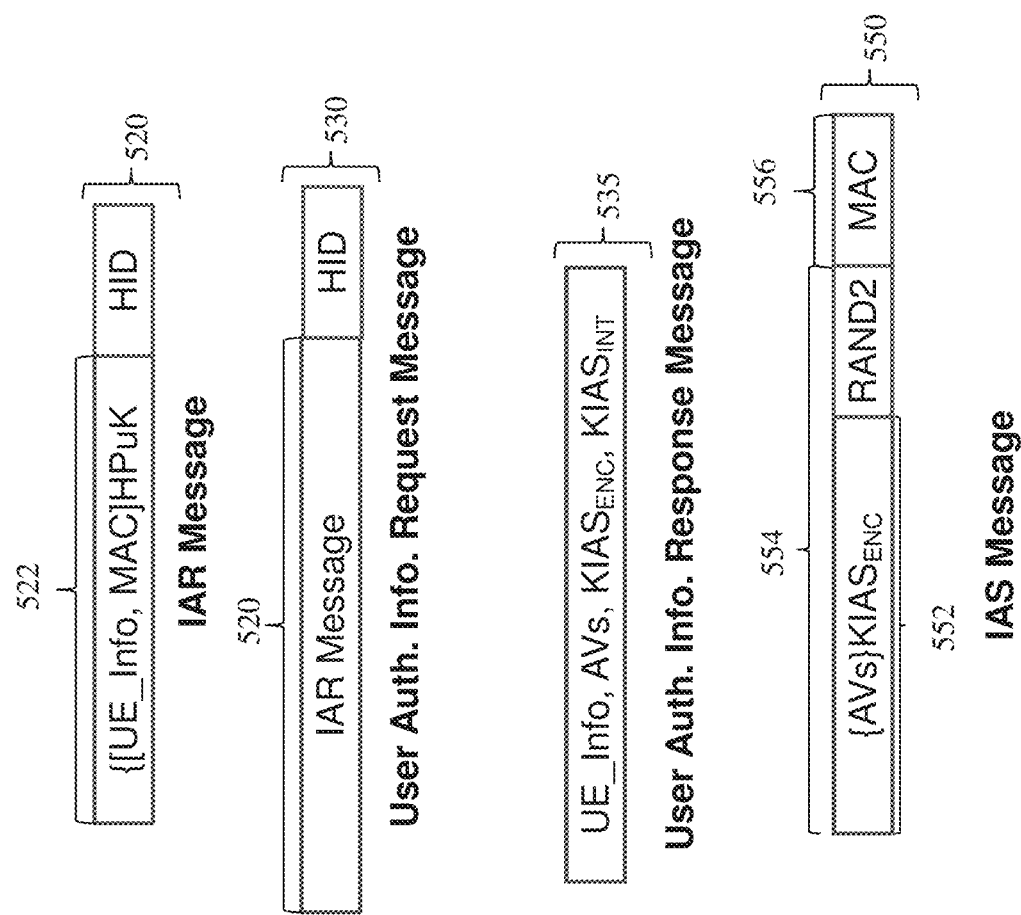 522
{[UE_Info, MAC]HPuK
HID
520
IAR Message
520
IAR Message
HID
530
User Auth. Info. Request Message
UE_Info, AVs, KIASENC, KIASINT
535
User Auth. Info. Response Message
554
556
{AVs}KIASENC
RAND2
MAC
550
552
IAS Message